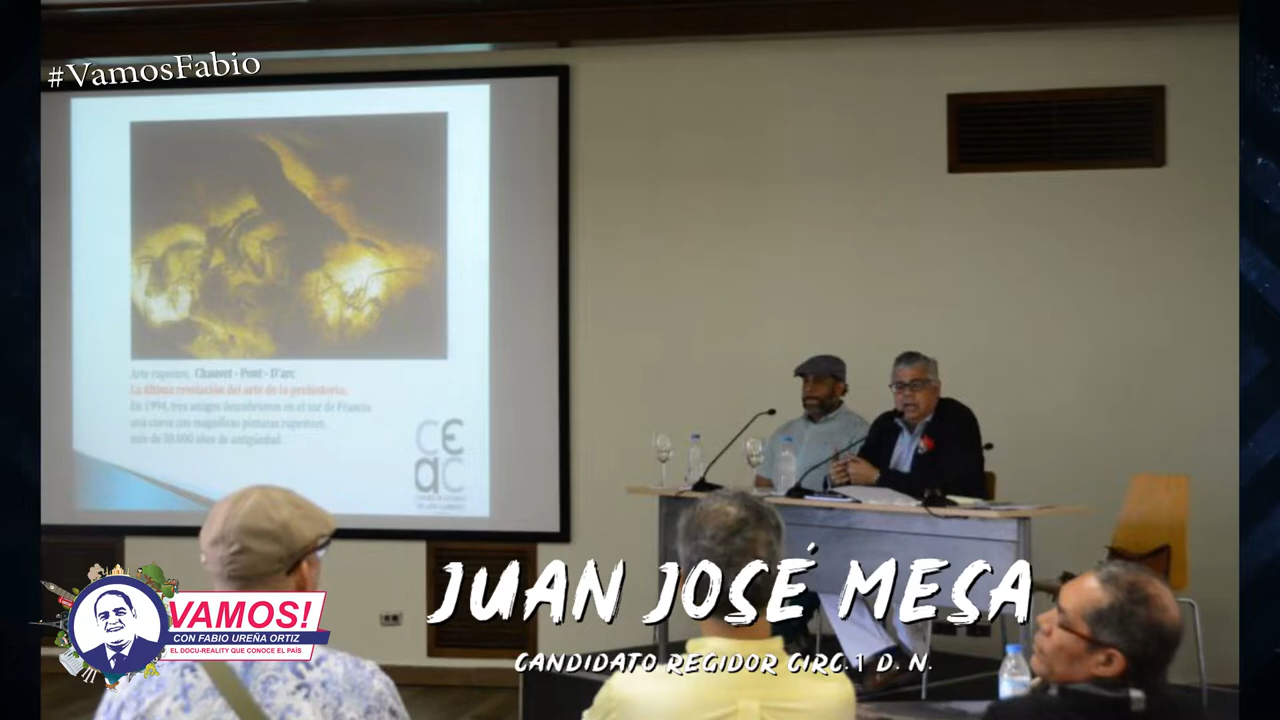 #VamosFabio
Arte rupestre. Chauvet - Pont - D'arc
La última revelación del arte de la prehistoria.
En 1994, tres amigos descubrieron en el sur de Francia
una cueva con magníficas pinturas rupestres
más de 30.000 años de antigüedad.
CE
aC
JUAN JOSÉ MESA
CANDIDATO REGIDOR CIRC.1 D. N.
VAMOS!
CON FABIO UREÑA ORTIZ
EL DOCU-REALITY QUE CONOCE EL PAÍS